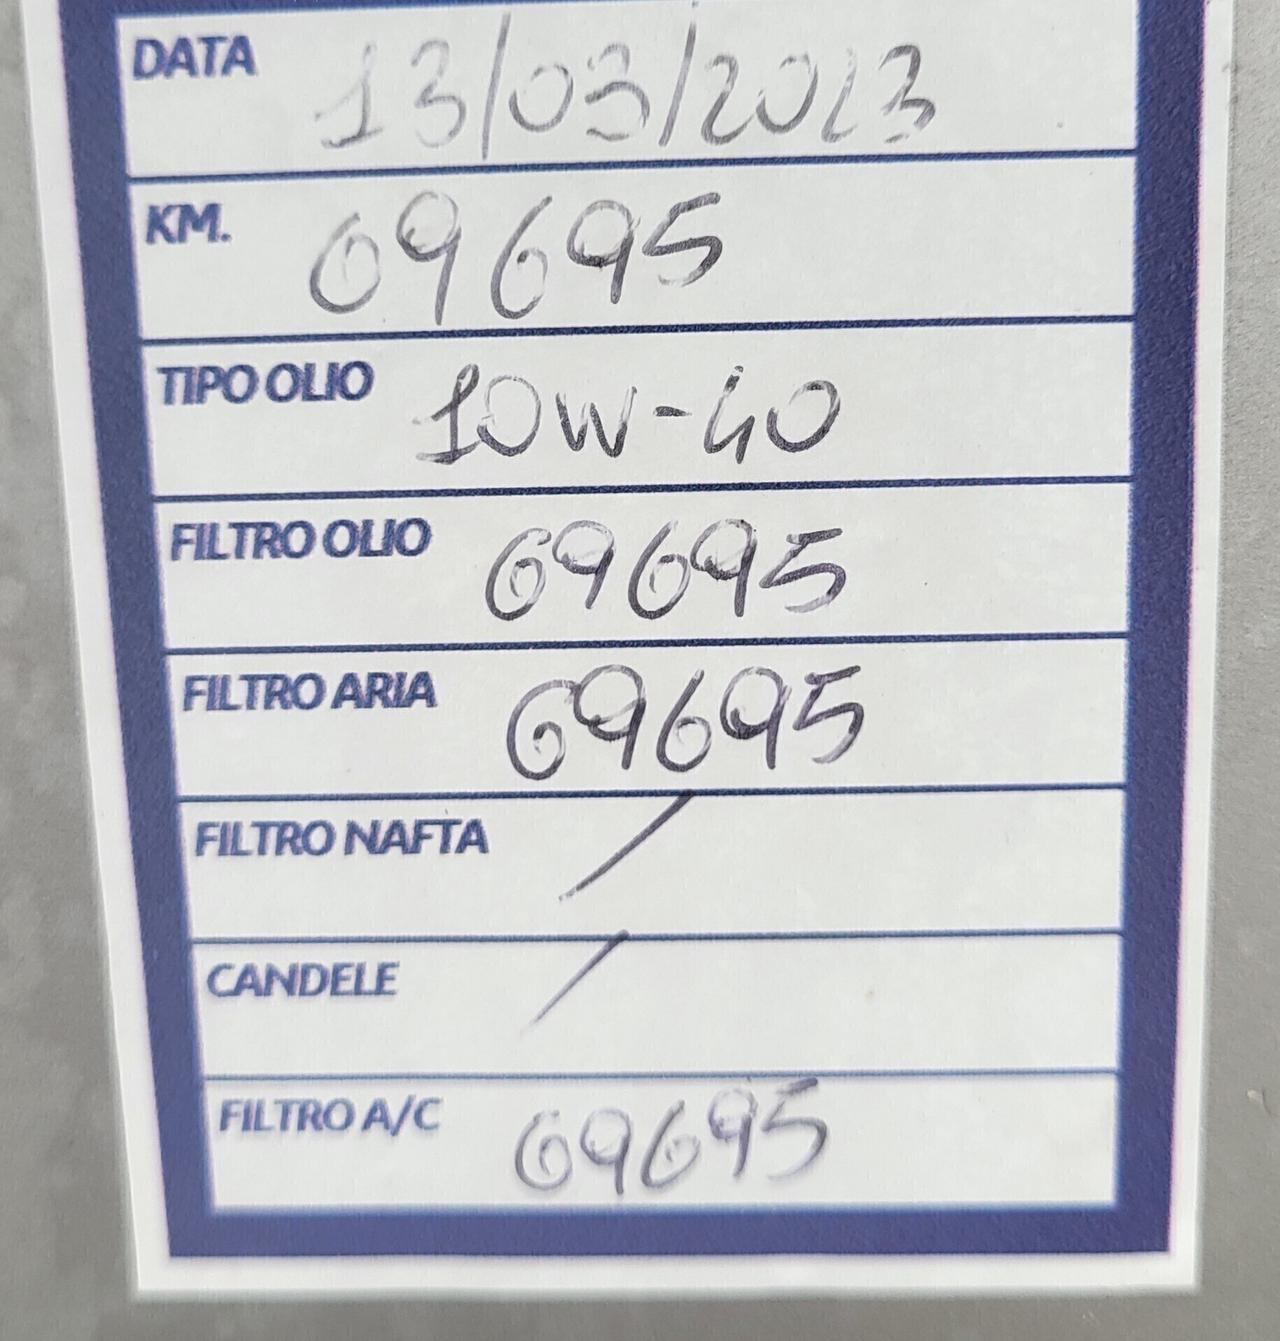 DATA 13/03/2023
KM. 69695
TIPO OLIO 10W-40
FILTRO OLIO 69695
FILTRO ARIA 69695
FILTRO NAFTA /
CANDELE /
FILTRO A/C 69695